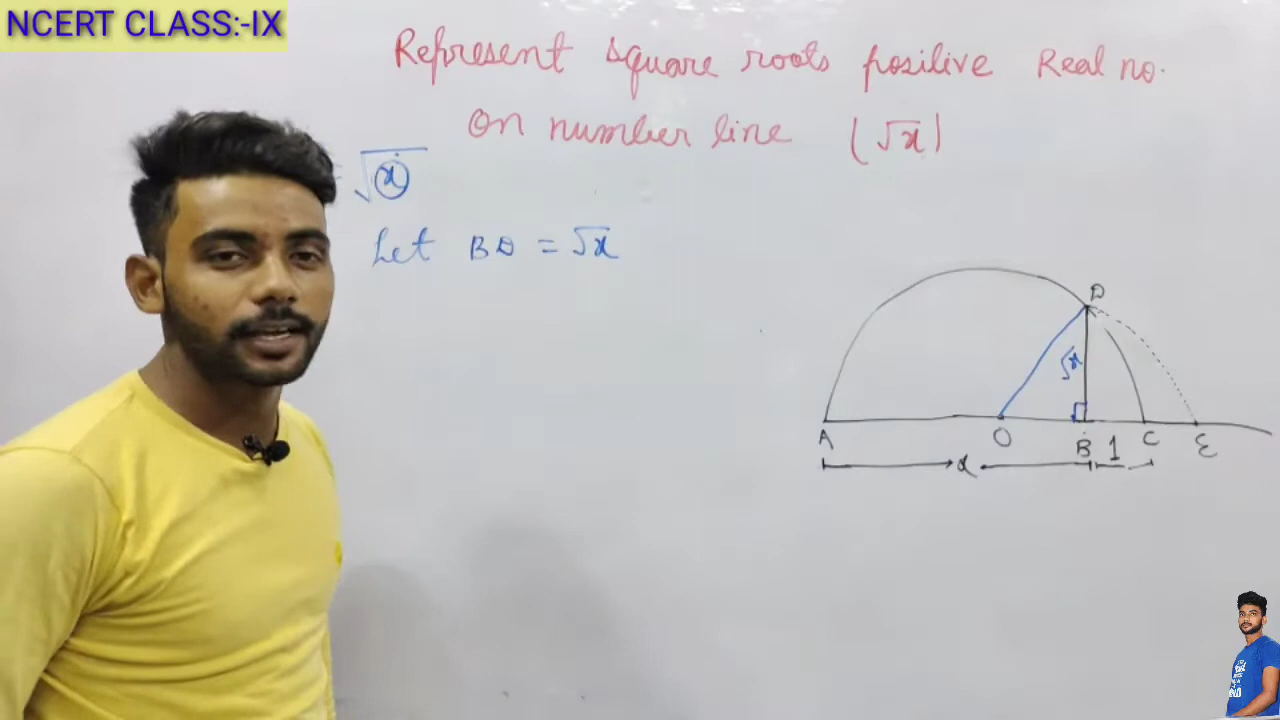 NCERT CLASS:-IX
Represent square roots positive Real no.
on number line (√x)
= √x
Let BD = √x
D
√x
A O B 1 C E
x